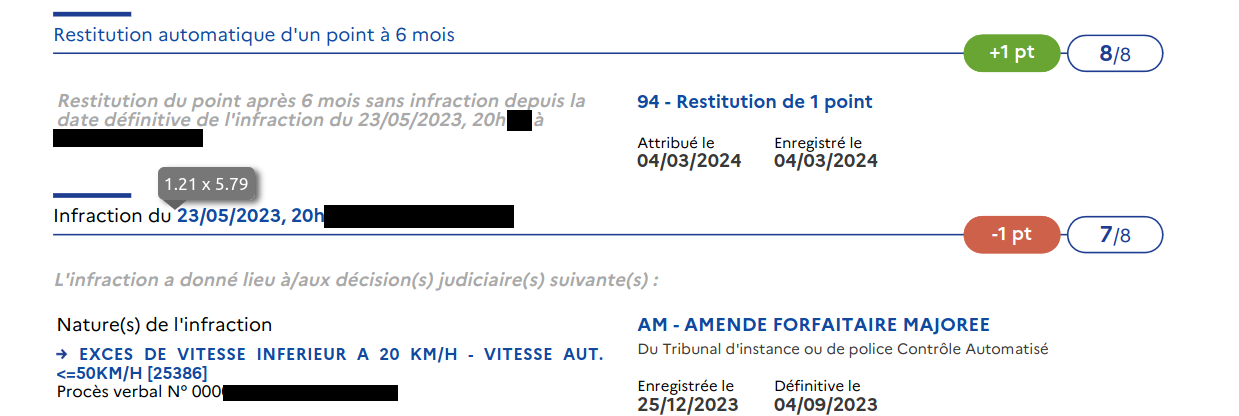 Restitution automatique d'un point à 6 mois
+1 pt
8/8
Restitution du point après 6 mois sans infraction depuis la
date définitive de l'infraction du 23/05/2023, 20h à
94 - Restitution de 1 point
Attribué le
Enregistré le
04/03/2024
04/03/2024
1.21 x 5.79
Infraction du 23/05/2023, 20h
-1 pt
7/8
L'infraction a donné lieu à/aux décision(s) judiciaire(s) suivante(s) :
Nature(s) de l'infraction
→ EXCES DE VITESSE INFERIEUR A 20 KM/H - VITESSE AUT.
<=50KM/H [25386]
Procès verbal N° 000
AM - AMENDE FORFAITAIRE MAJOREE
Du Tribunal d'instance ou de police Contrôle Automatisé
Enregistrée le
Définitive le
25/12/2023
04/09/2023